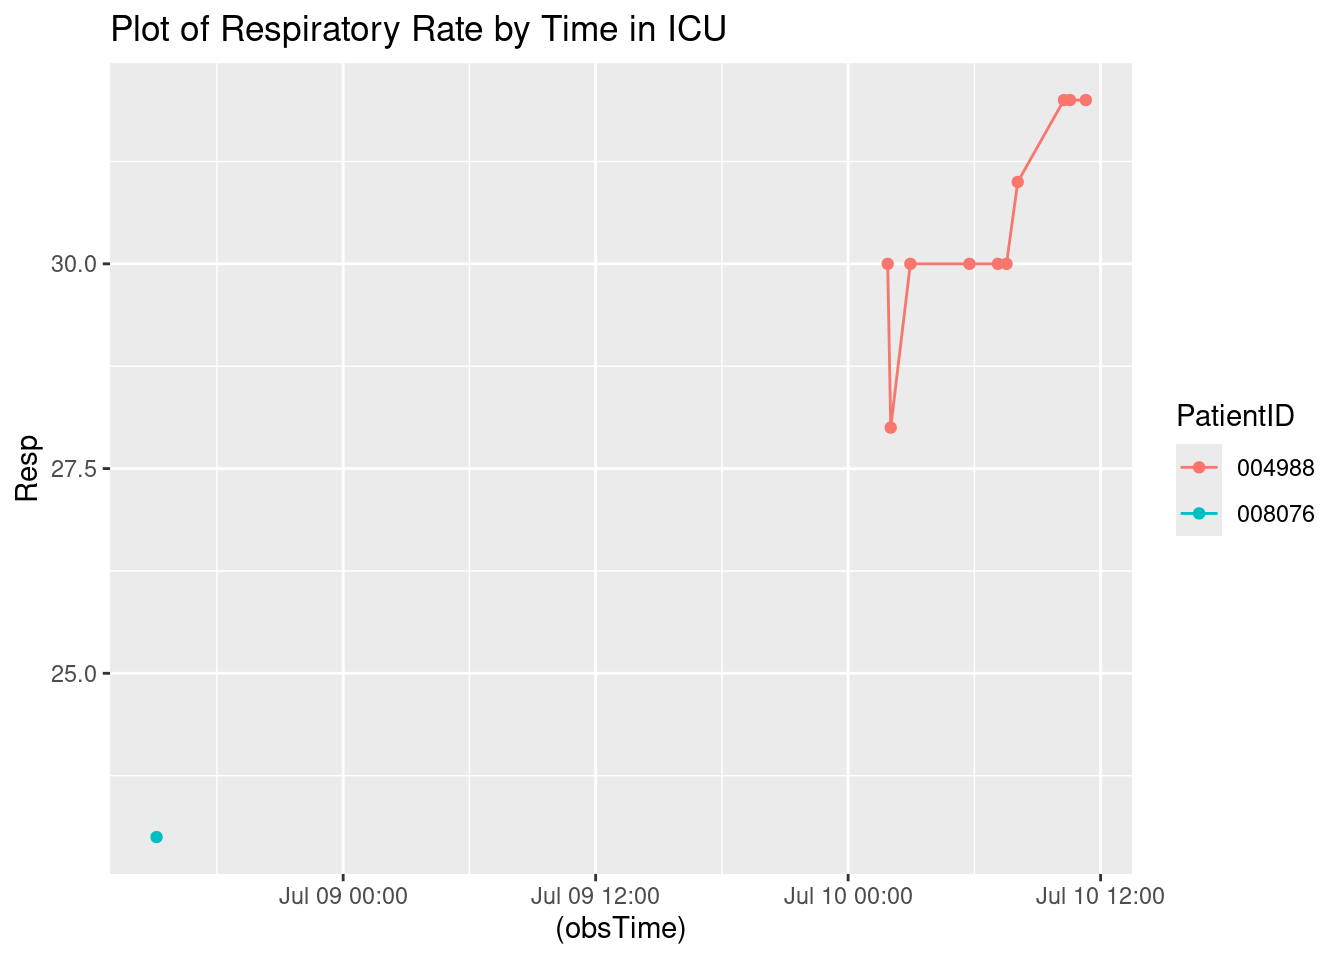 Plot of Respiratory Rate by Time in ICU
Resp
30.0
27.5
25.0
Jul 09 00:00
Jul 09 12:00
Jul 10 00:00
Jul 10 12:00
(obsTime)
PatientID
004988
008076